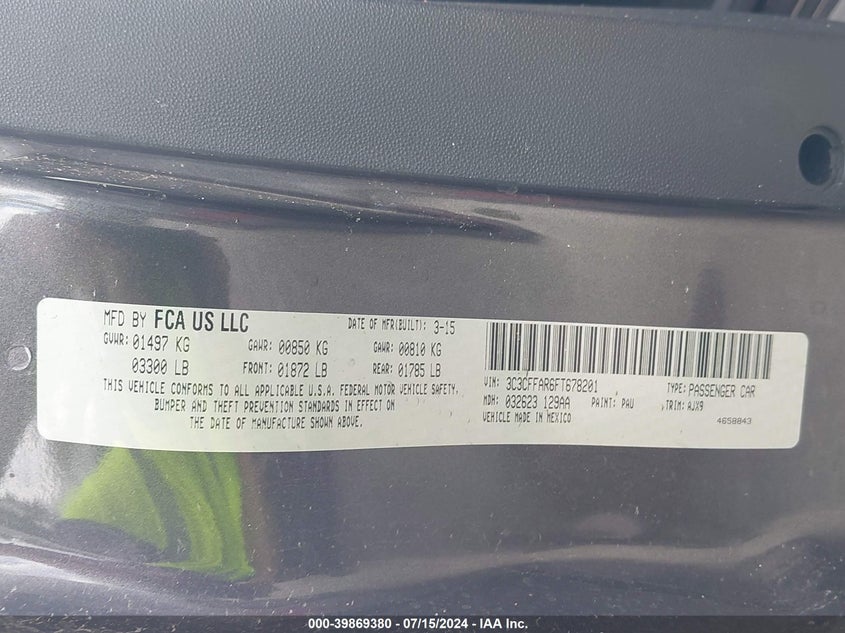 MFD BY FCA US LLC DATE OF MFR(BUILT): 3-15
GVWR: 01497 KG GAWR: 00850 KG GAWR: 00810 KG
03300 LB FRONT: 01872 LB REAR: 01785 LB
THIS VEHICLE CONFORMS TO ALL APPLICABLE U.S.A. FEDERAL MOTOR VEHICLE SAFETY,
BUMPER AND THEFT PREVENTION STANDARDS IN EFFECT ON
THE DATE OF MANUFACTURE SHOWN ABOVE.
VIN: 3C3CFFAR6FT678201 TYPE: PASSENGER CAR
MDH: 032623 129AA PAINT: PAU TRIM: AJX9
VEHICLE MADE IN MEXICO 4658843
000-39869380 - 07/15/2024 - IAA Inc.